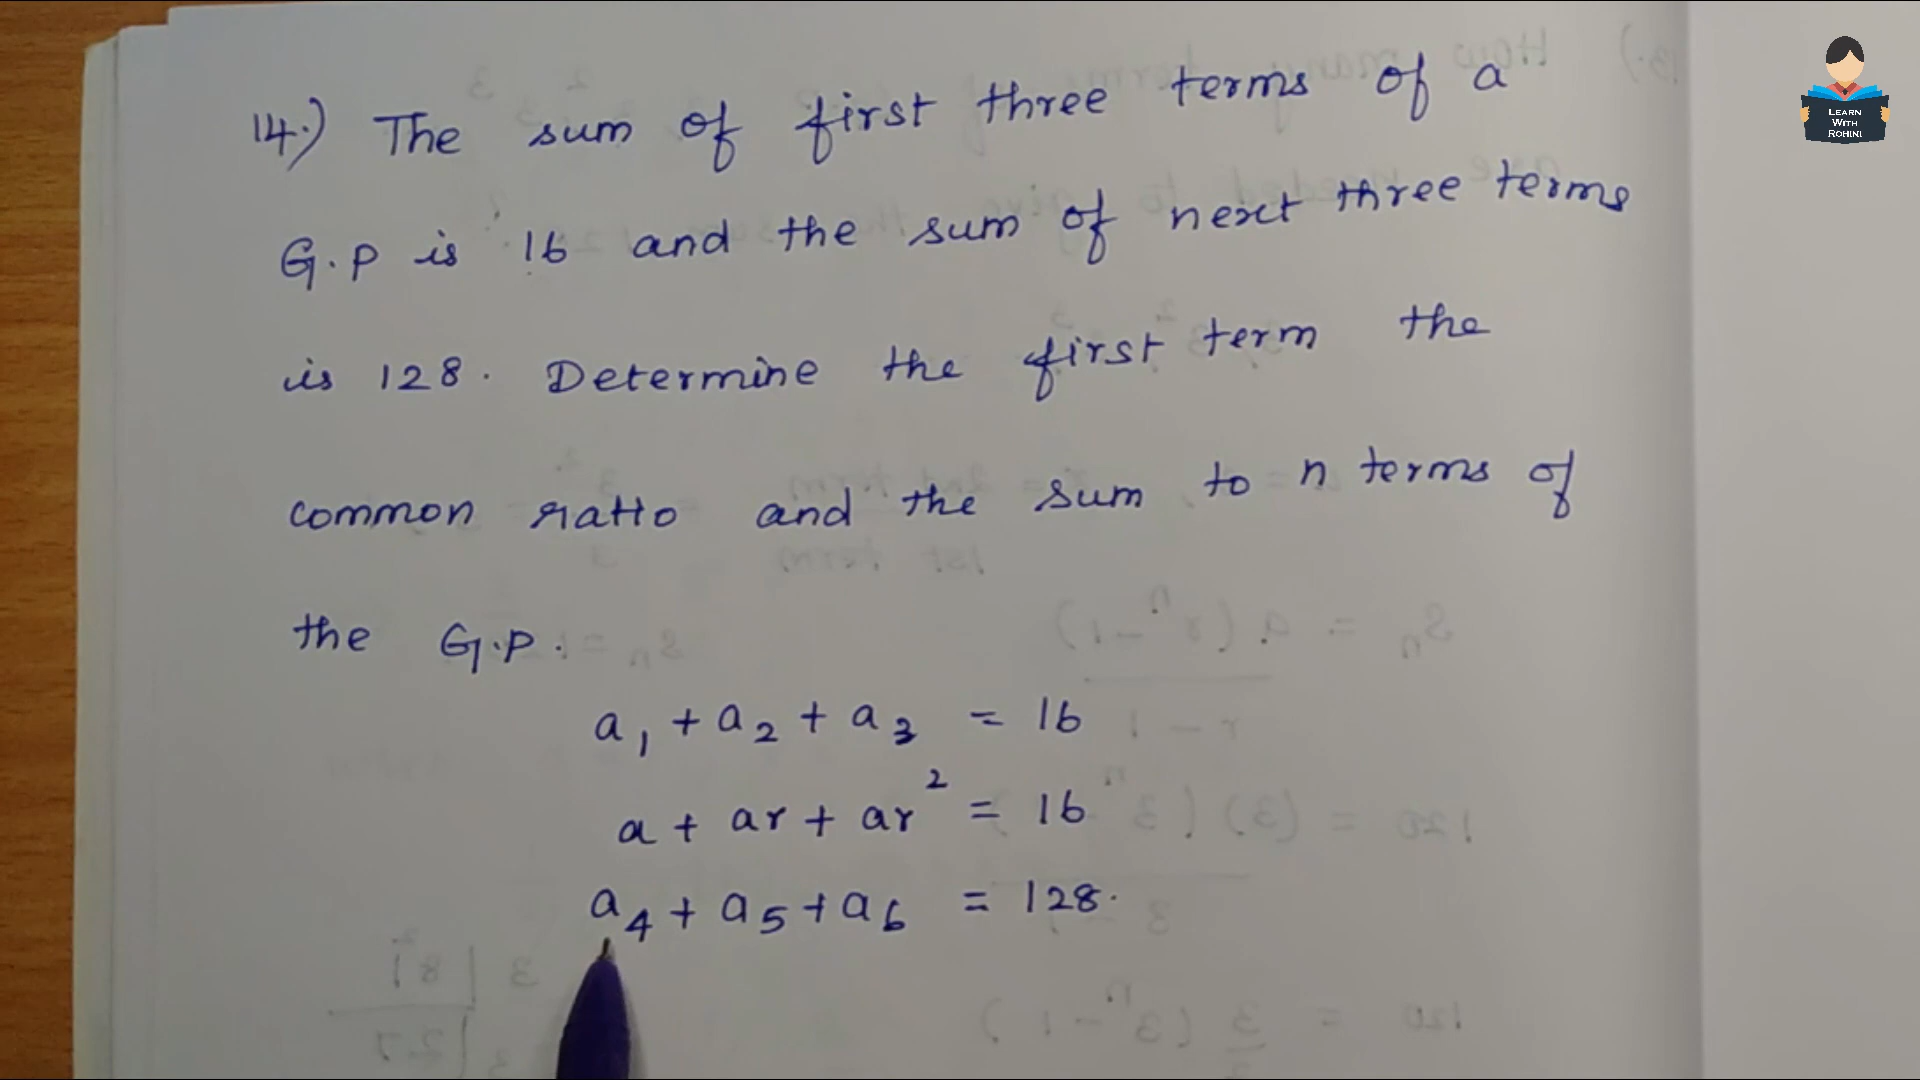 14.) The sum of first three terms of a
G.P is 16 and the sum of next three terms
is 128. Determine the first term the
common ratio and the sum to n terms of
the G.P.
a₁ + a₂ + a₃ = 16
a + ar + ar² = 16
a₄ + a₅ + a₆ = 128.
LEARN
WITH
ROHINI